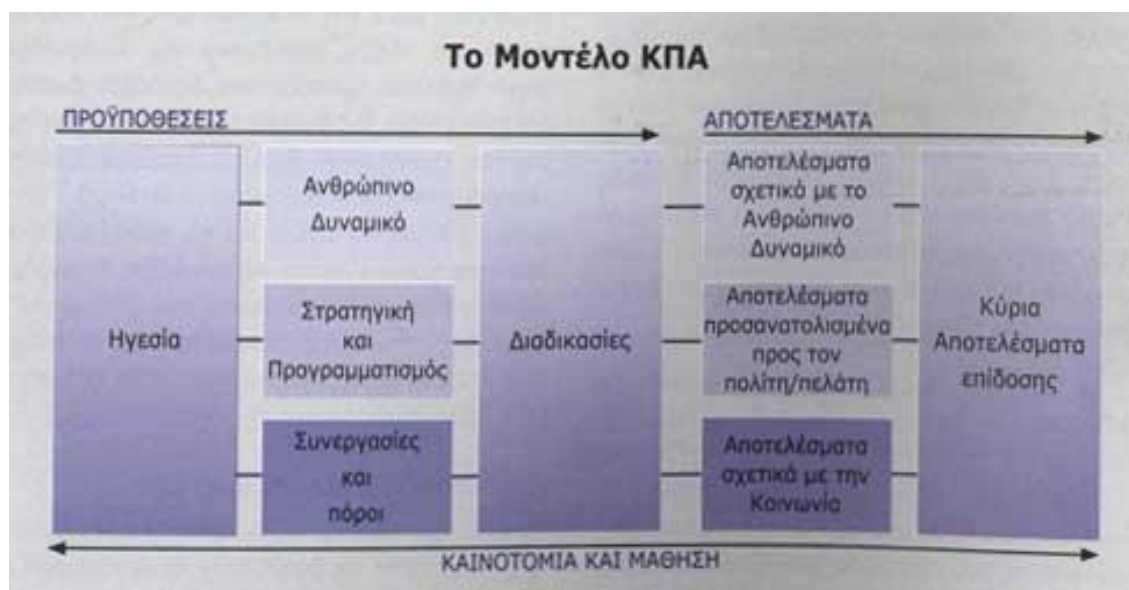 Το Μοντέλο ΚΠΑ
ΠΡΟΫΠΟΘΕΣΕΙΣ
ΑΠΟΤΕΛΕΣΜΑΤΑ
Ηγεσία
Ανθρώπινο
Δυναμικό
Στρατηγική
και
Προγραμματισμός
Συνεργασίες
και
πόροι
Διαδικασίες
Αποτελέσματα
σχετικά με το
Ανθρώπινο
Δυναμικό
Αποτελέσματα
προσανατολισμένα
προς τον
πολίτη/πελάτη
Αποτελέσματα
σχετικά με την
Κοινωνία
Κύρια
Αποτελέσματα
επίδοσης
ΚΑΙΝΟΤΟΜΙΑ ΚΑΙ ΜΑΘΗΣΗ